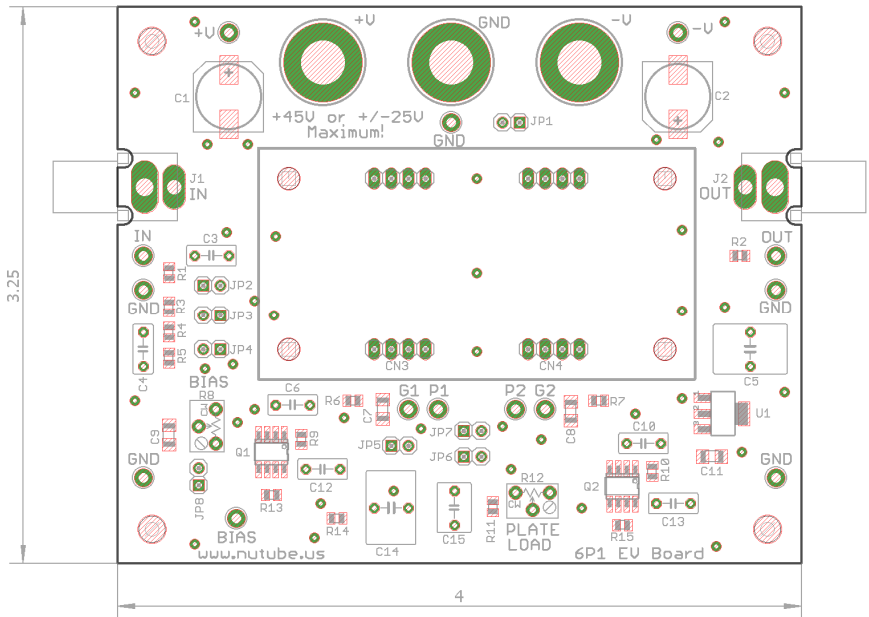 +V
+V
GND
-V
-V
C1
C2
+
+
+45V or +/-25V
Maximum!
GND
JP1
J1
IN
J2
OUT
IN
C3
R2
OUT
R1
JP2
GND
R3
JP3
GND
R4
R5
JP4
C4
CN3
CN4
C5
BIAS
R8
CW
C6
R6
C7
G1
P1
P2
G2
R7
C8
U1
C9
Q1
R9
JP5
JP7
JP6
C10
R10
C11
GND
C12
R12
CW
Q2
GND
JP8
R13
R14
C14
C15
R11
PLATE
LOAD
C13
R15
BIAS
www.nutube.us
6P1 EV Board
3.25
4